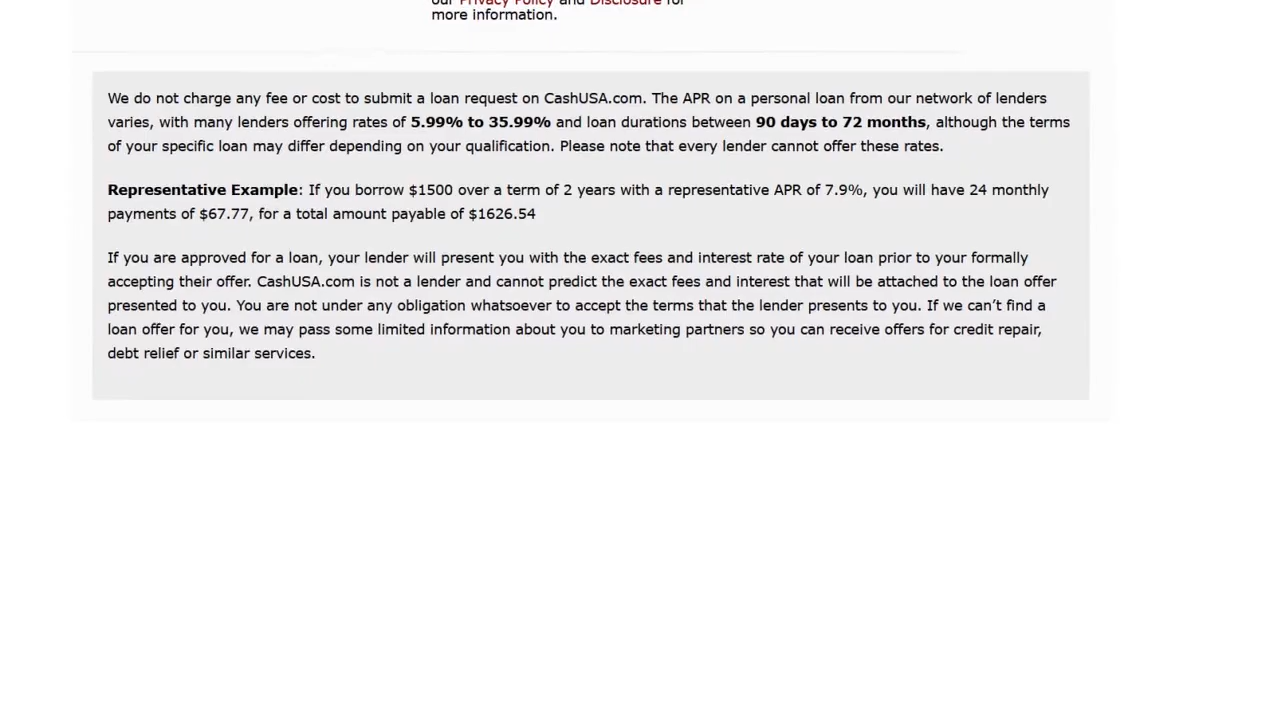 our Privacy Policy and Disclosure for
more information.
We do not charge any fee or cost to submit a loan request on CashUSA.com. The APR on a personal loan from our network of lenders
varies, with many lenders offering rates of 5.99% to 35.99% and loan durations between 90 days to 72 months, although the terms
of your specific loan may differ depending on your qualification. Please note that every lender cannot offer these rates.
Representative Example: If you borrow $1500 over a term of 2 years with a representative APR of 7.9%, you will have 24 monthly
payments of $67.77, for a total amount payable of $1626.54
If you are approved for a loan, your lender will present you with the exact fees and interest rate of your loan prior to your formally
accepting their offer. CashUSA.com is not a lender and cannot predict the exact fees and interest that will be attached to the loan offer
presented to you. You are not under any obligation whatsoever to accept the terms that the lender presents to you. If we can’t find a
loan offer for you, we may pass some limited information about you to marketing partners so you can receive offers for credit repair,
debt relief or similar services.